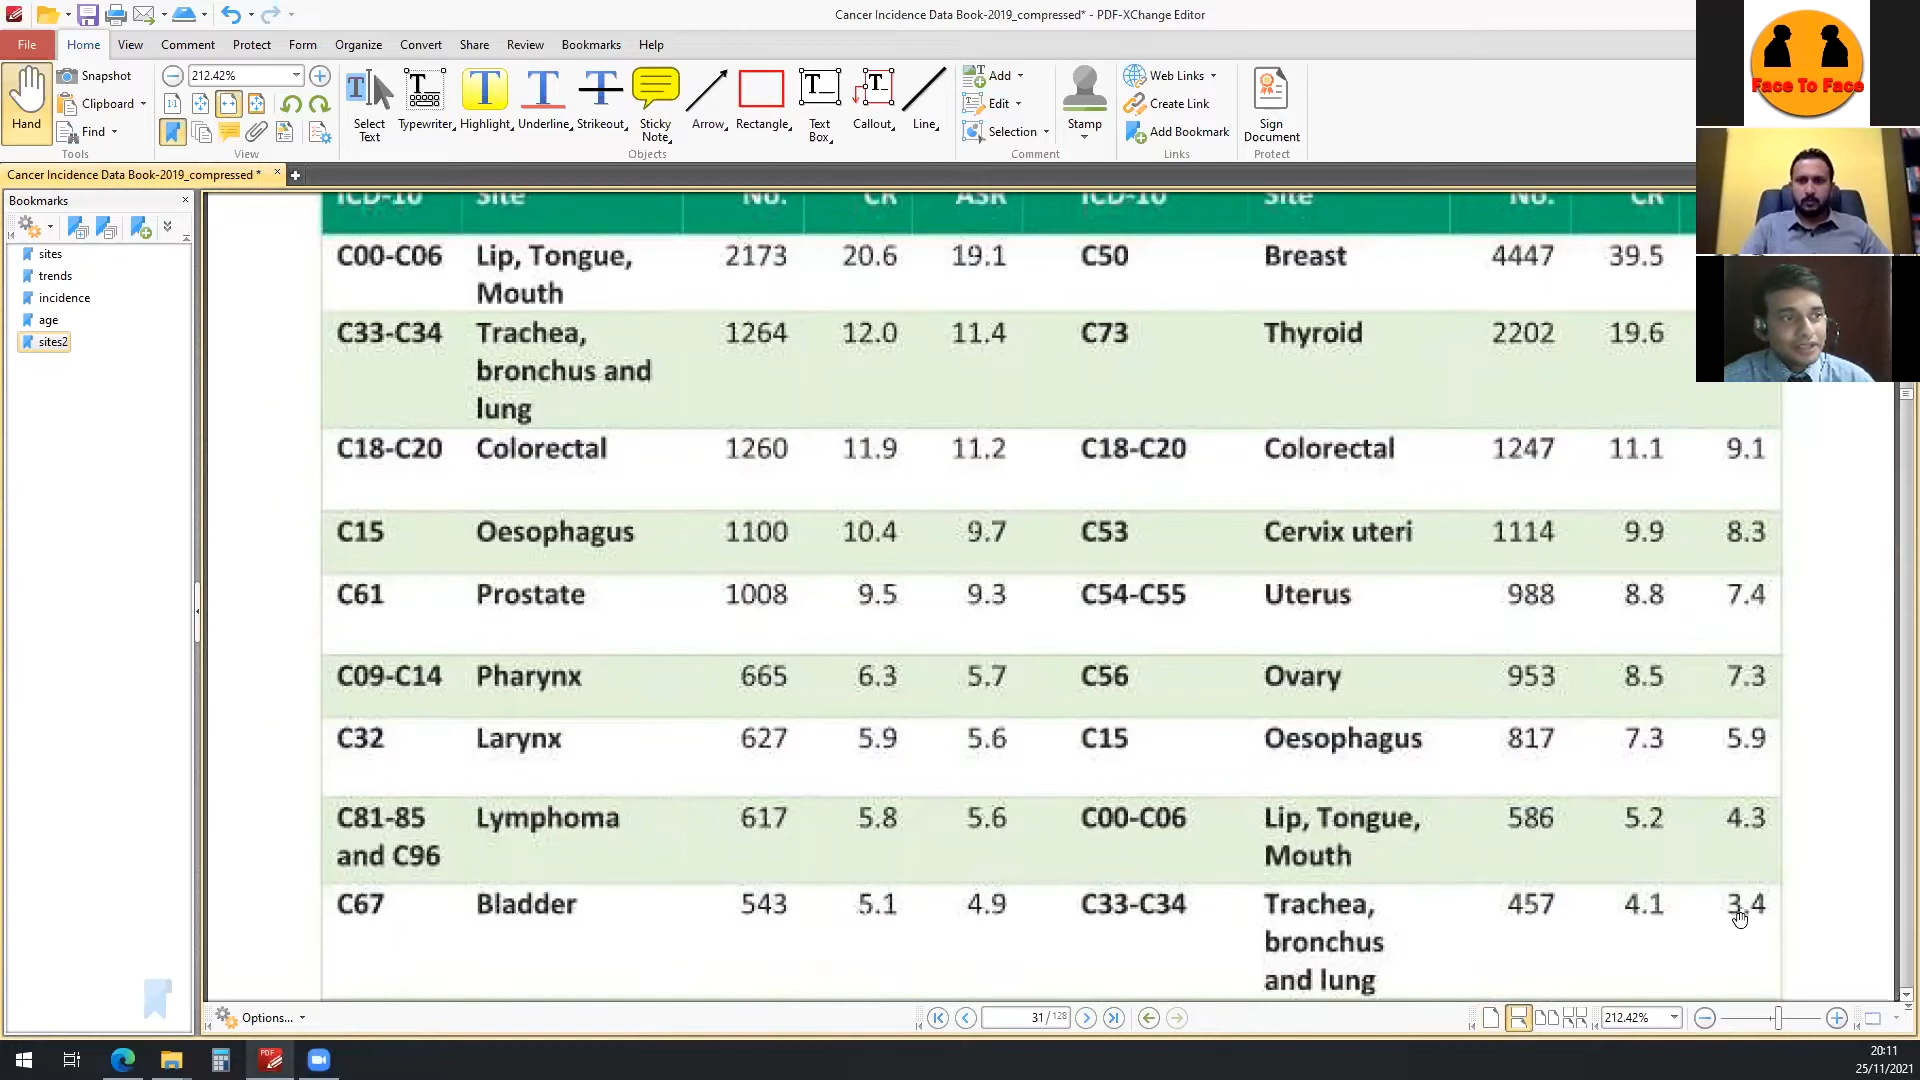 Cancer Incidence Data Book-2019_compressed* - PDF-XChange Editor
File Home View Comment Protect Form Organize Convert Share Review Bookmarks Help
Snapshot
Clipboard
Find
Hand
Tools
212.42%
View
Select Text
Typewriter
Highlight
Underline
Strikeout
Sticky Note
Arrow
Rectangle
Text Box
Callout
Line
Objects
Add
Edit
Selection
Stamp
Comment
Web Links
Create Link
Add Bookmark
Links
Sign Document
Protect
Face To Face
Cancer Incidence Data Book-2019_compressed *
Bookmarks
sites
trends
incidence
age
sites2
ICD-10 Site No. CR ASR ICD-10 Site No. CR
C00-C06 Lip, Tongue, 2173 20.6 19.1 C50 Breast 4447 39.5
Mouth
C33-C34 Trachea, 1264 12.0 11.4 C73 Thyroid 2202 19.6
bronchus and
lung
C18-C20 Colorectal 1260 11.9 11.2 C18-C20 Colorectal 1247 11.1 9.1
C15 Oesophagus 1100 10.4 9.7 C53 Cervix uteri 1114 9.9 8.3
C61 Prostate 1008 9.5 9.3 C54-C55 Uterus 988 8.8 7.4
C09-C14 Pharynx 665 6.3 5.7 C56 Ovary 953 8.5 7.3
C32 Larynx 627 5.9 5.6 C15 Oesophagus 817 7.3 5.9
C81-85 Lymphoma 617 5.8 5.6 C00-C06 Lip, Tongue, 586 5.2 4.3
and C96 Mouth
C67 Bladder 543 5.1 4.9 C33-C34 Trachea, 457 4.1 3.4
bronchus
and lung
Options...
31 / 128
212.42%
20:11
25/11/2021